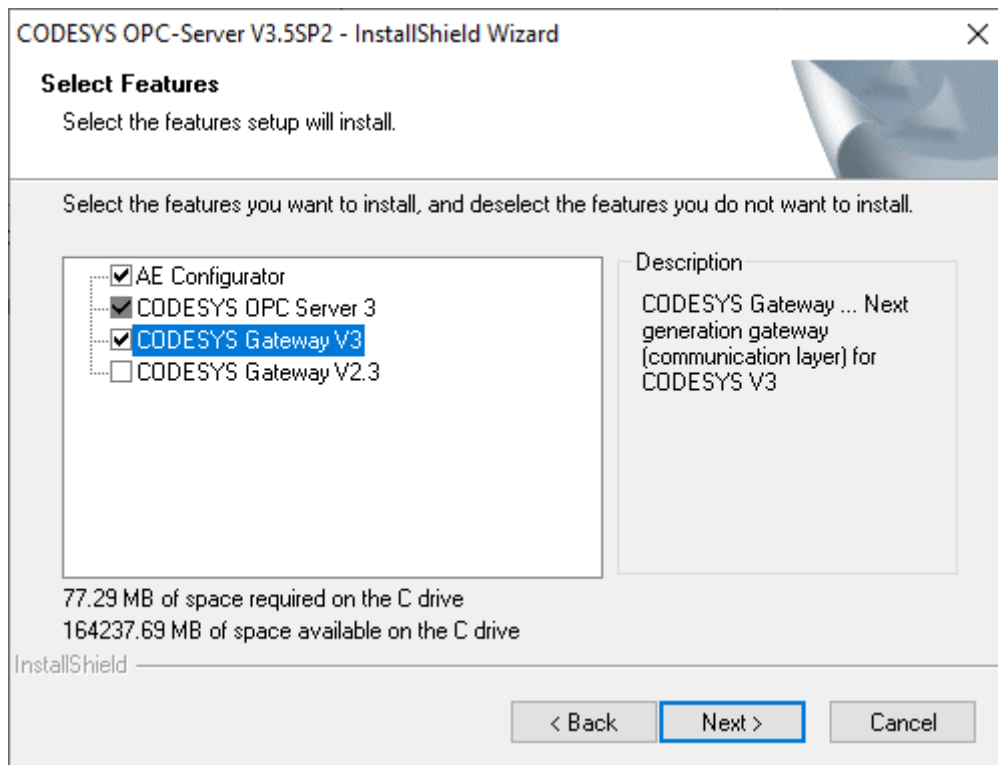 CODESYS OPC-Server V3.5SP2 - InstallShield Wizard
Select Features
Select the features setup will install.
Select the features you want to install, and deselect the features you do not want to install.
AE Configurator
CODESYS OPC Server 3
CODESYS Gateway V3
CODESYS Gateway V2.3
Description
CODESYS Gateway ... Next
generation gateway
(communication layer) for
CODESYS V3
77.29 MB of space required on the C drive
164237.69 MB of space available on the C drive
InstallShield
< Back
Next >
Cancel